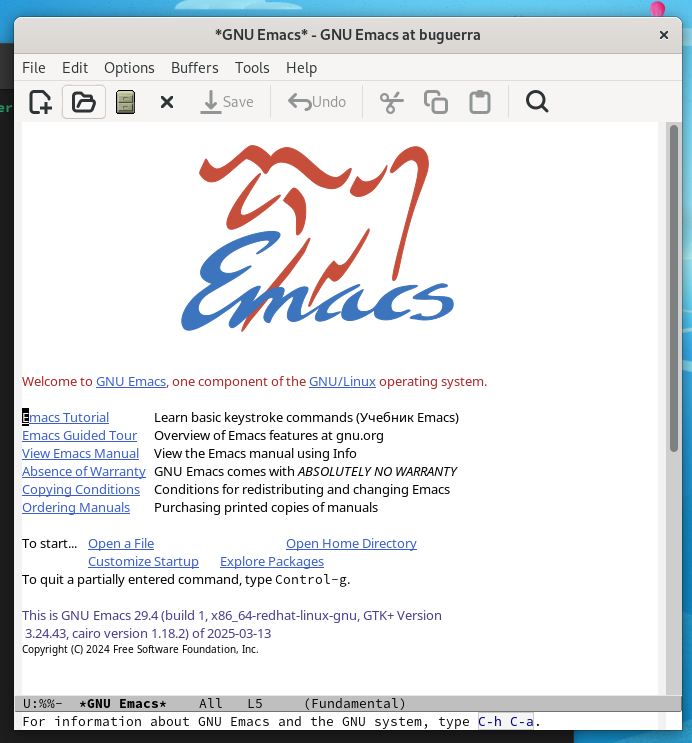 *GNU Emacs* - GNU Emacs at buguerra
File Edit Options Buffers Tools Help
Save Undo
er
Emacs
Welcome to GNU Emacs, one component of the GNU/Linux operating system.
Emacs Tutorial Learn basic keystroke commands (Учебник Emacs)
Emacs Guided Tour Overview of Emacs features at gnu.org
View Emacs Manual View the Emacs manual using Info
Absence of Warranty GNU Emacs comes with ABSOLUTELY NO WARRANTY
Copying Conditions Conditions for redistributing and changing Emacs
Ordering Manuals Purchasing printed copies of manuals
To start... Open a File Open Home Directory
Customize Startup Explore Packages
To quit a partially entered command, type Control-g.
This is GNU Emacs 29.4 (build 1, x86_64-redhat-linux-gnu, GTK+ Version
3.24.43, cairo version 1.18.2) of 2025-03-13
Copyright (C) 2024 Free Software Foundation, Inc.
U:%%- *GNU Emacs* All L5 (Fundamental)
For information about GNU Emacs and the GNU system, type C-h C-a.